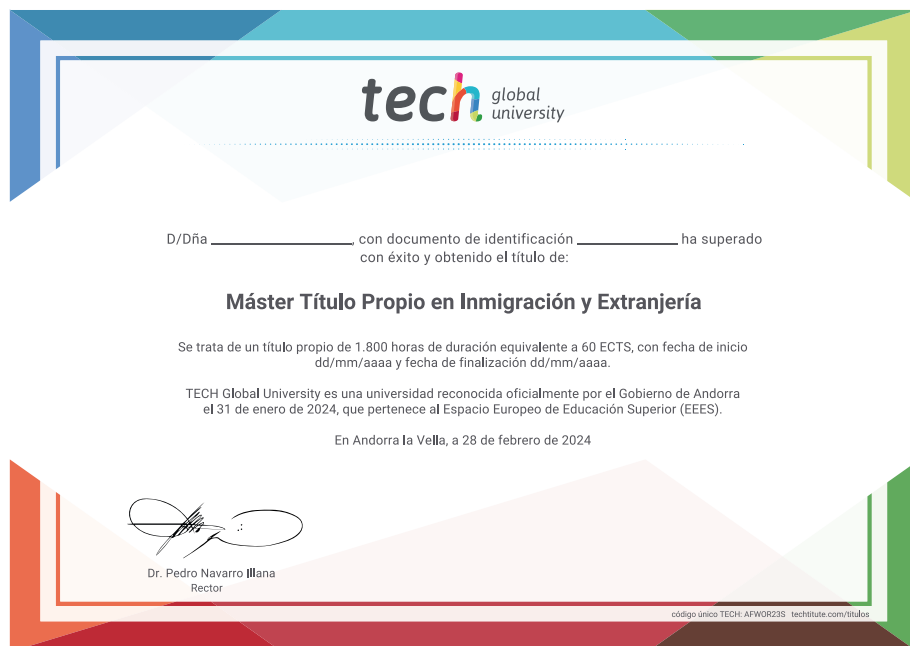 tech global university
D/Dña ____________________, con documento de identificación ______________ ha superado
con éxito y obtenido el título de:
Máster Título Propio en Inmigración y Extranjería
Se trata de un título propio de 1.800 horas de duración equivalente a 60 ECTS, con fecha de inicio
dd/mm/aaaa y fecha de finalización dd/mm/aaaa.
TECH Global University es una universidad reconocida oficialmente por el Gobierno de Andorra
el 31 de enero de 2024, que pertenece al Espacio Europeo de Educación Superior (EEES).
En Andorra la Vella, a 28 de febrero de 2024
Dr. Pedro Navarro Illana
Rector
código único TECH: AFWOR23S techtitute.com/titulos